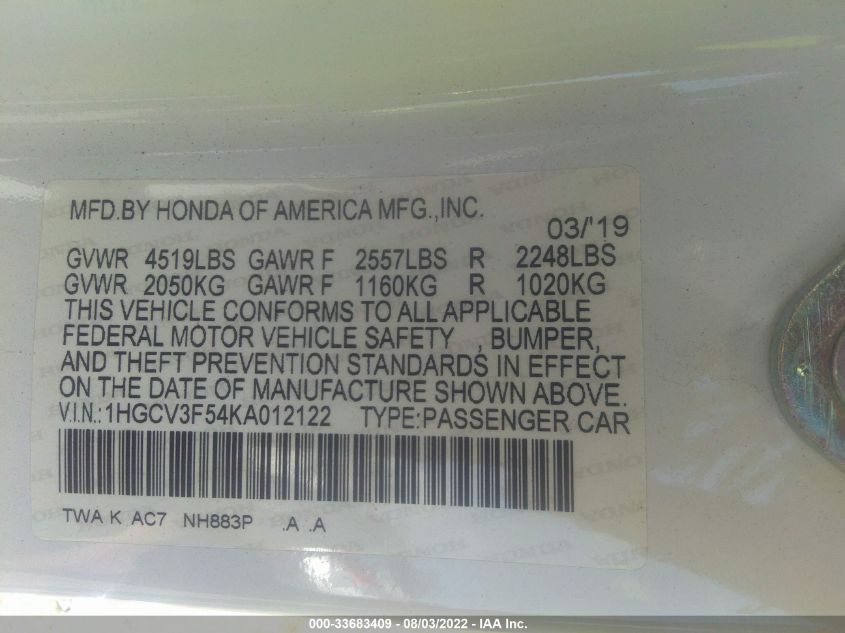 MFD.BY HONDA OF AMERICA MFG.,INC.
03/'19
GVWR 4519LBS GAWR F 2557LBS R 2248LBS
GVWR 2050KG GAWR F 1160KG R 1020KG
THIS VEHICLE CONFORMS TO ALL APPLICABLE
FEDERAL MOTOR VEHICLE SAFETY , BUMPER,
AND THEFT PREVENTION STANDARDS IN EFFECT
ON THE DATE OF MANUFACTURE SHOWN ABOVE.
V.I.N.:1HGCV3F54KA012122 TYPE:PASSENGER CAR
TWA K AC7 NH883P .A .A
000-33683409 - 08/03/2022 - IAA Inc.